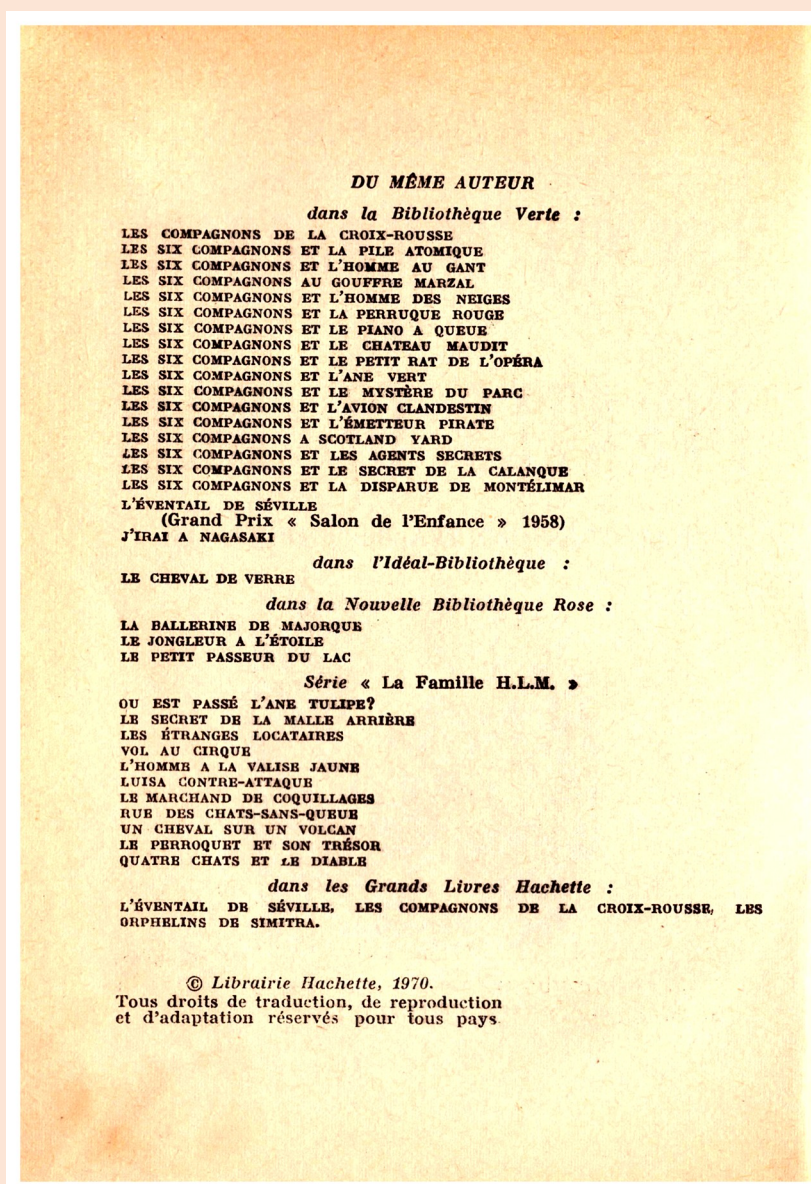 DU MÊME AUTEUR
dans la Bibliothèque Verte :
LES COMPAGNONS DE LA CROIX-ROUSSE
LES SIX COMPAGNONS ET LA PILE ATOMIQUE
LES SIX COMPAGNONS ET L'HOMME AU GANT
LES SIX COMPAGNONS AU GOUFFRE MARZAL
LES SIX COMPAGNONS ET L'HOMME DES NEIGES
LES SIX COMPAGNONS ET LA PERRUQUE ROUGE
LES SIX COMPAGNONS ET LE PIANO A QUEUE
LES SIX COMPAGNONS ET LE CHATEAU MAUDIT
LES SIX COMPAGNONS ET LE PETIT RAT DE L'OPÉRA
LES SIX COMPAGNONS ET L'ANE VERT
LES SIX COMPAGNONS ET LE MYSTÈRE DU PARC
LES SIX COMPAGNONS ET L'AVION CLANDESTIN
LES SIX COMPAGNONS ET L'ÉMETTEUR PIRATE
LES SIX COMPAGNONS A SCOTLAND YARD
LES SIX COMPAGNONS ET LES AGENTS SECRETS
LES SIX COMPAGNONS ET LE SECRET DE LA CALANQUE
LES SIX COMPAGNONS ET LA DISPARUE DE MONTÉLIMAR
L'ÉVENTAIL DE SÉVILLE
(Grand Prix « Salon de l'Enfance » 1958)
J'IRAI A NAGASAKI
dans l'Idéal-Bibliothèque :
LE CHEVAL DE VERRE
dans la Nouvelle Bibliothèque Rose :
LA BALLERINE DE MAJORQUE
LE JONGLEUR A L'ÉTOILE
LE PETIT PASSEUR DU LAC
Série « La Famille H.L.M. »
OU EST PASSÉ L'ANE TULIPE?
LE SECRET DE LA MALLE ARRIÈRE
LES ÉTRANGES LOCATAIRES
VOL AU CIRQUE
L'HOMME A LA VALISE JAUNE
LUISA CONTRE-ATTAQUE
LE MARCHAND DE COQUILLAGES
RUE DES CHATS-SANS-QUEUE
UN CHEVAL SUR UN VOLCAN
LE PERROQUET ET SON TRÉSOR
QUATRE CHATS ET LE DIABLE
dans les Grands Livres Hachette :
L'ÉVENTAIL DE SÉVILLE, LES COMPAGNONS DE LA CROIX-ROUSSE, LES
ORPHELINS DE SIMITRA.
© Librairie Hachette, 1970.
Tous droits de traduction, de reproduction
et d'adaptation réservés pour tous pays.